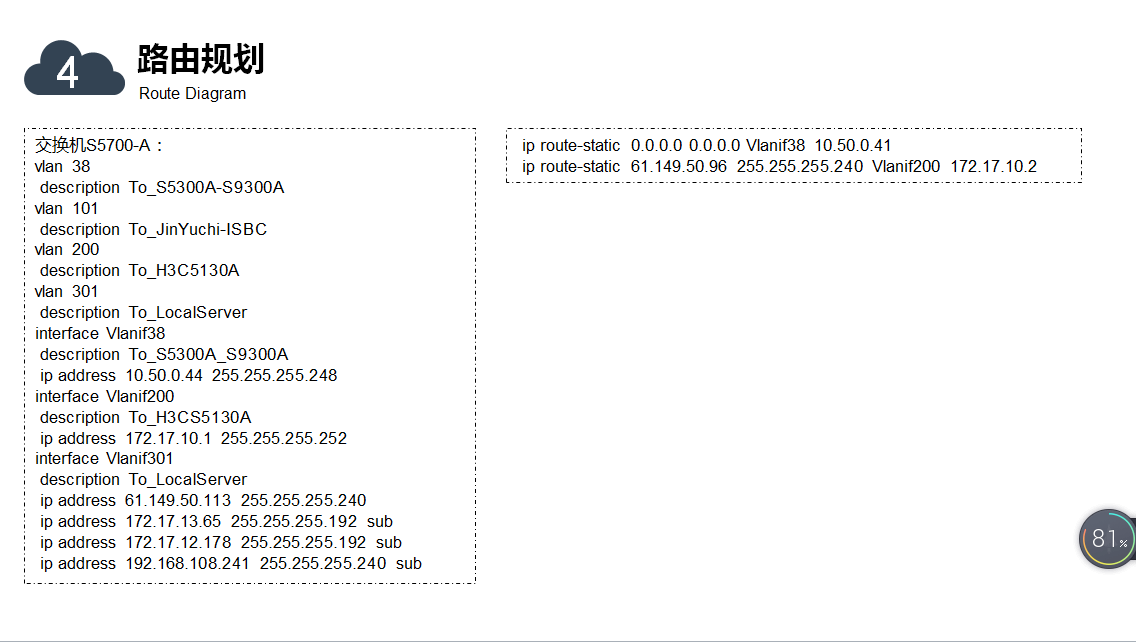 4
路由规划
Route Diagram
交换机S5700-A：
vlan 38
description To_S5300A-S9300A
vlan 101
description To_JinYuchi-ISBC
vlan 200
description To_H3C5130A
vlan 301
description To_LocalServer
interface Vlanif38
description To_S5300A_S9300A
ip address 10.50.0.44 255.255.255.248
interface Vlanif200
description To_H3CS5130A
ip address 172.17.10.1 255.255.255.252
interface Vlanif301
description To_LocalServer
ip address 61.149.50.113 255.255.255.240
ip address 172.17.13.65 255.255.255.192 sub
ip address 172.17.12.178 255.255.255.192 sub
ip address 192.168.108.241 255.255.255.240 sub
ip route-static 0.0.0.0 0.0.0.0 Vlanif38 10.50.0.41
ip route-static 61.149.50.96 255.255.255.240 Vlanif200 172.17.10.2
81%